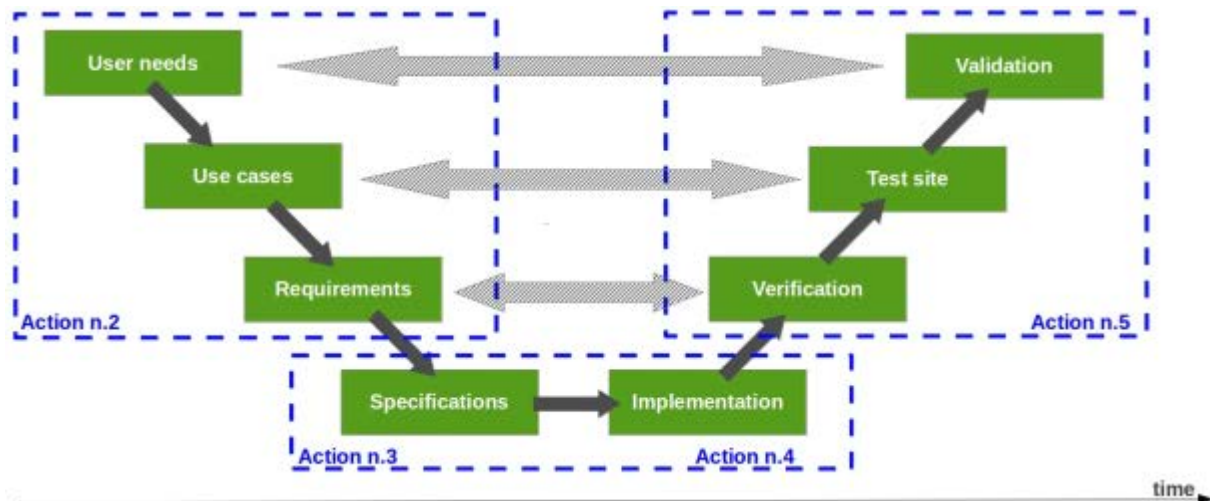 User needs
Validation
Use cases
Test site
Requirements
Verification
Action n.2
Action n.5
Specifications
Implementation
Action n.3
Action n.4
time